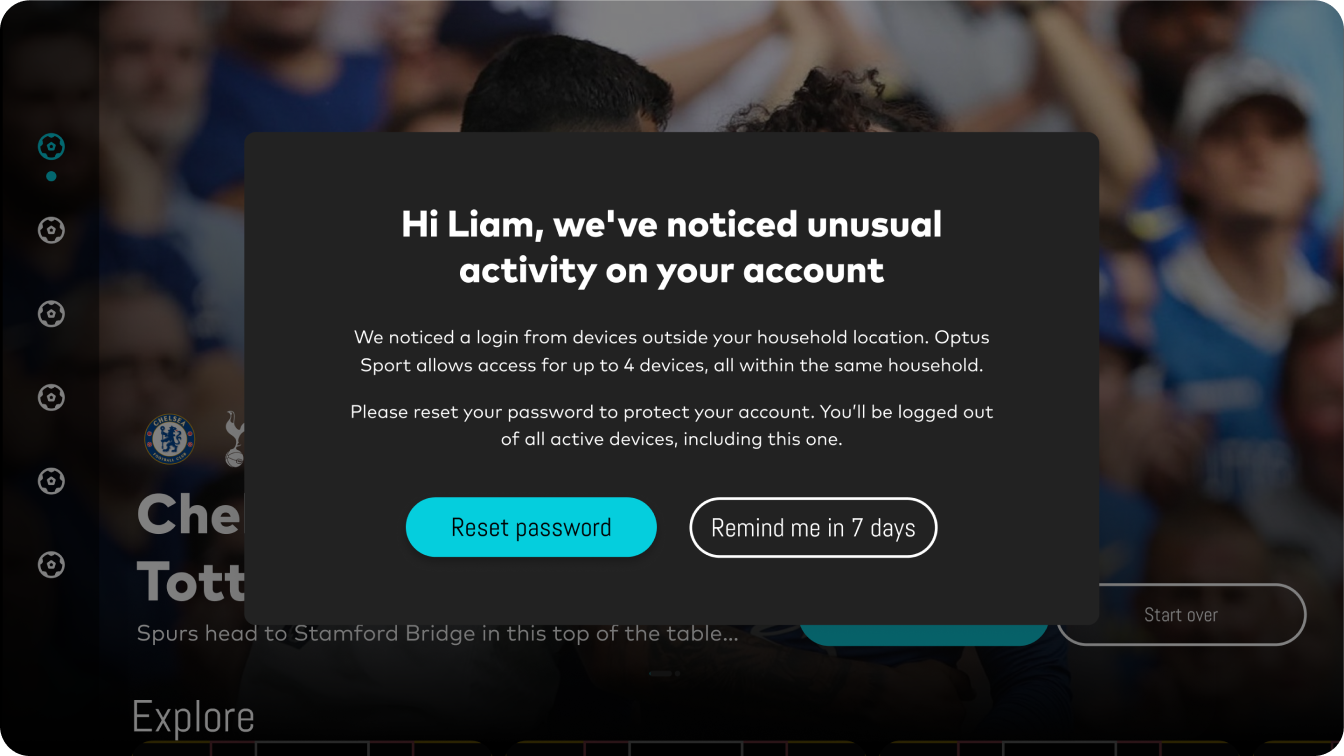 Hi Liam, we've noticed unusual
activity on your account
We noticed a login from devices outside your household location. Optus
Sport allows access for up to 4 devices, all within the same household.
Please reset your password to protect your account. You’ll be logged out
of all active devices, including this one.
Reset password
Remind me in 7 days
CHELSEA
FOOTBALL CLUB
Che
Tott
Spurs head to Stamford Bridge in this top of the table...
Start over
Explore